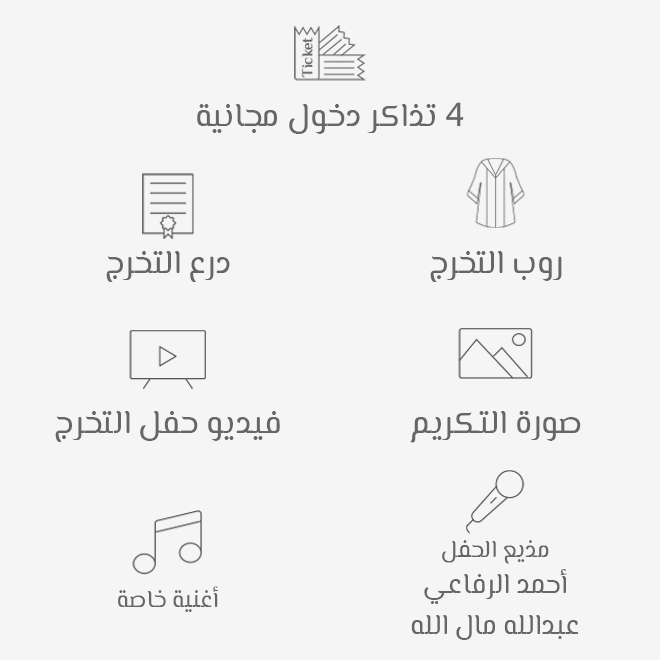 Ticket
4 تذاكر دخول مجانية
روب التخرج
درع التخرج
صورة التكريم
فيديو حفل التخرج
مذيع الحفل
أحمد الرفاعي
عبدالله مال الله
أغنية خاصة